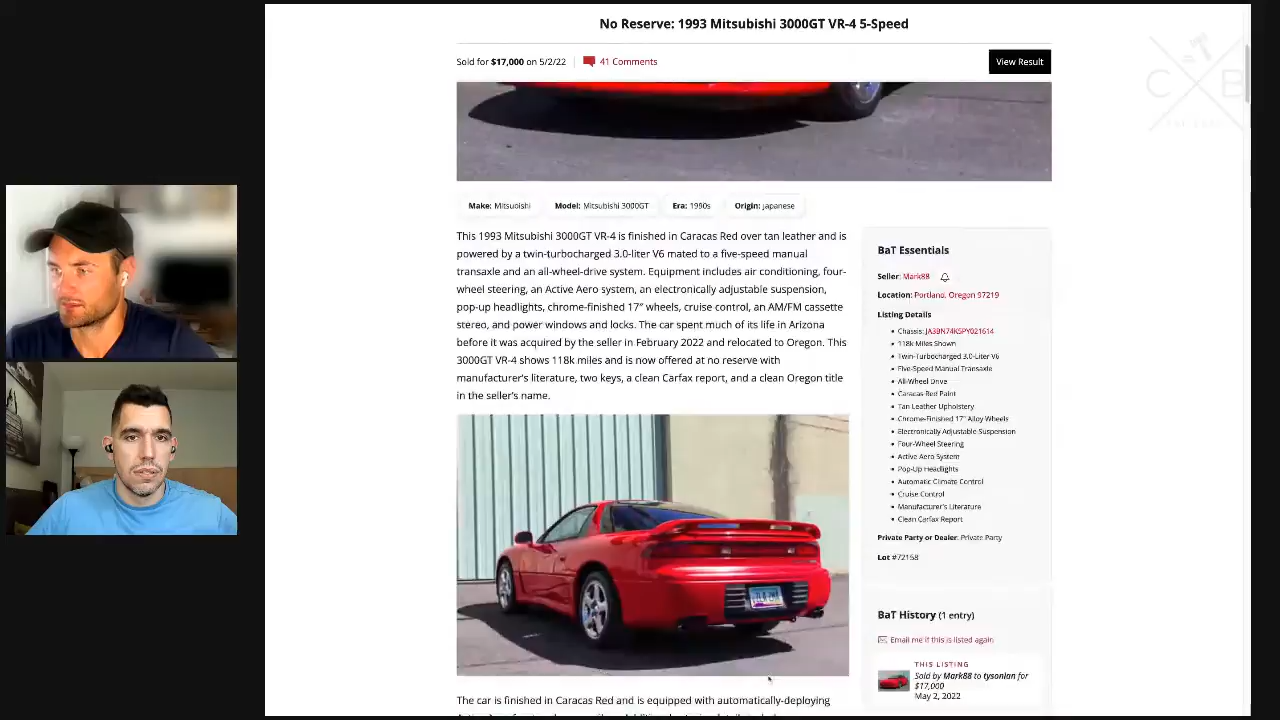 No Reserve: 1993 Mitsubishi 3000GT VR-4 5-Speed
Sold for $17,000 on 5/2/22
41 Comments
View Result
C B
Make: Mitsubishi
Model: Mitsubishi 3000GT
Era: 1990s
Origin: Japanese
This 1993 Mitsubishi 3000GT VR-4 is finished in Caracas Red over tan leather and is
powered by a twin-turbocharged 3.0-liter V6 mated to a five-speed manual
transaxle and an all-wheel-drive system. Equipment includes air conditioning, four-
wheel steering, an Active Aero system, an electronically adjustable suspension,
pop-up headlights, chrome-finished 17″ wheels, cruise control, an AM/FM cassette
stereo, and power windows and locks. The car spent much of its life in Arizona
before it was acquired by the seller in February 2022 and relocated to Oregon. This
3000GT VR-4 shows 118k miles and is now offered at no reserve with
manufacturer's literature, two keys, a clean Carfax report, and a clean Oregon title
in the seller's name.
The car is finished in Caracas Red and is equipped with automatically-deploying
BaT Essentials
Seller: Mark88
Location: Portland, Oregon 97219
Listing Details
Chassis: JA3BN74K5PY021614
118k Miles Shown
Twin-Turbocharged 3.0-Liter V6
Five-Speed Manual Transaxle
All-Wheel Drive
Caracas Red Paint
Tan Leather Upholstery
Chrome-Finished 17″ Alloy Wheels
Electronically Adjustable Suspension
Four-Wheel Steering
Active Aero System
Pop-Up Headlights
Automatic Climate Control
Cruise Control
Manufacturer's Literature
Clean Carfax Report
Private Party or Dealer: Private Party
Lot #72158
BaT History (1 entry)
Email me if this is listed again
THIS LISTING
Sold by Mark88 to tysonian for
$17,000
May 2, 2022